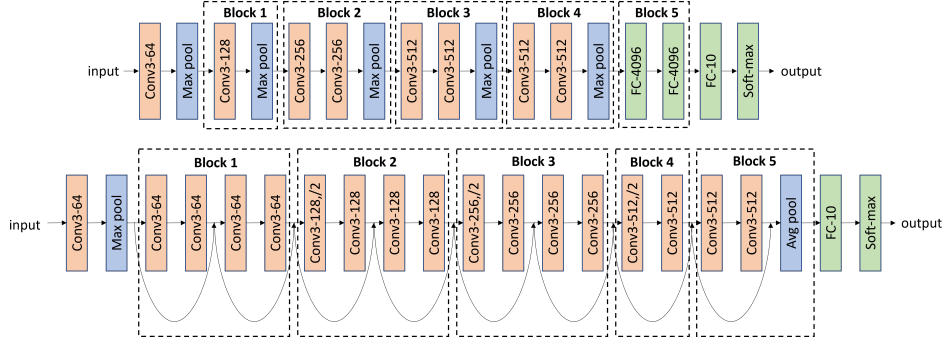 Block 1
Block 2
Block 3
Block 4
Block 5
input
Conv3-64
Max pool
Conv3-128
Max pool
Conv3-256
Conv3-256
Max pool
Conv3-512
Conv3-512
Max pool
Conv3-512
Conv3-512
Max pool
FC-4096
FC-4096
FC-10
Soft-max
output
Block 1
Block 2
Block 3
Block 4
Block 5
input
Conv3-64
Max pool
Conv3-64
Conv3-64
Conv3-64
Conv3-64
Conv3-128,/2
Conv3-128
Conv3-128
Conv3-128
Conv3-256,/2
Conv3-256
Conv3-256
Conv3-256
Conv3-512,/2
Conv3-512
Conv3-512
Conv3-512
Avg pool
FC-10
Soft-max
output